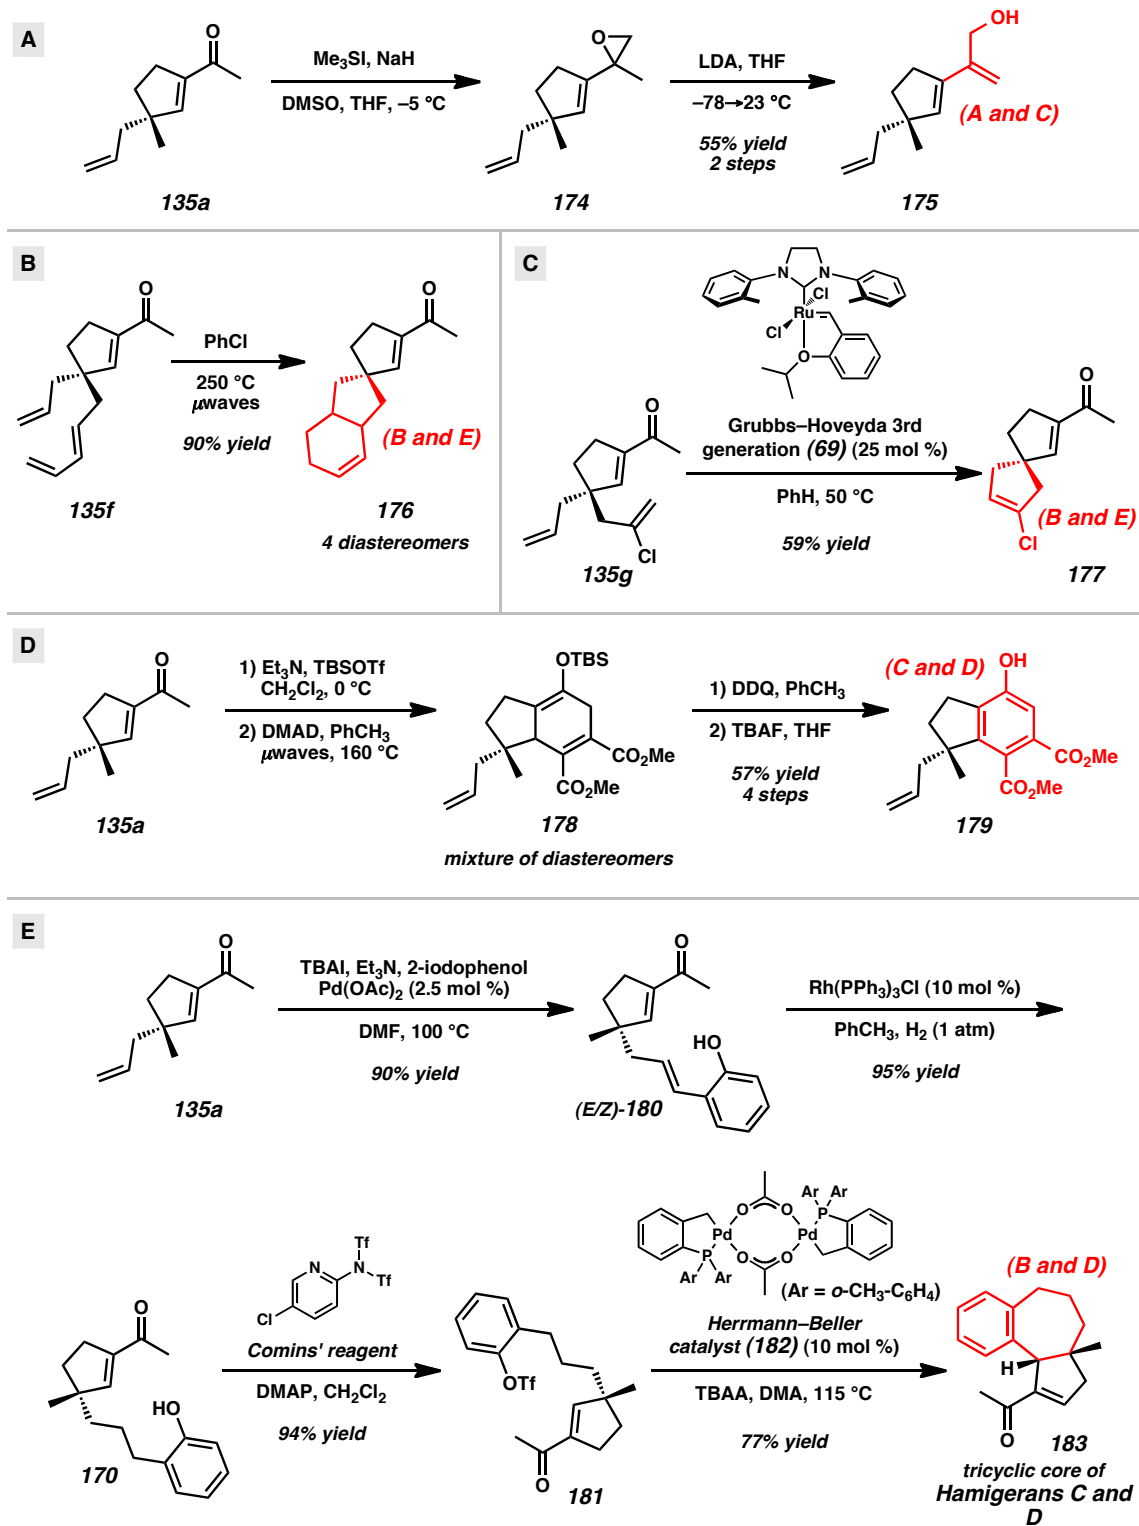 A
O
135a
Me3SI, NaH
DMSO, THF, –5 °C
O
174
LDA, THF
–78→23 °C
55% yield
2 steps
OH
(A and C)
175
B
O
135f
PhCl
250 °C
μwaves
90% yield
O
(B and E)
176
4 diastereomers
C
O
Cl
135g
N N
Cl
Ru
Cl
O
Grubbs–Hoveyda 3rd
generation (69) (25 mol %)
PhH, 50 °C
59% yield
O
(B and E)
Cl
177
D
O
135a
1) Et3N, TBSOTf
CH2Cl2, 0 °C
2) DMAD, PhCH3
μwaves, 160 °C
OTBS
CO2Me
CO2Me
178
mixture of diastereomers
1) DDQ, PhCH3
2) TBAF, THF
57% yield
4 steps
(C and D)
OH
CO2Me
CO2Me
179
E
O
135a
TBAI, Et3N, 2-iodophenol
Pd(OAc)2 (2.5 mol %)
DMF, 100 °C
90% yield
O
HO
(E/Z)-180
Rh(PPh3)3Cl (10 mol %)
PhCH3, H2 (1 atm)
95% yield
O
HO
170
Tf
N N
Tf
Cl
Comins' reagent
DMAP, CH2Cl2
94% yield
OTf
O
181
Ar Ar
O O P
Pd Pd
P O O
Ar Ar
(Ar = o-CH3-C6H4)
Herrmann–Beller
catalyst (182) (10 mol %)
TBAA, DMA, 115 °C
77% yield
(B and D)
H
O
183
tricyclic core of
Hamigerans C and
D